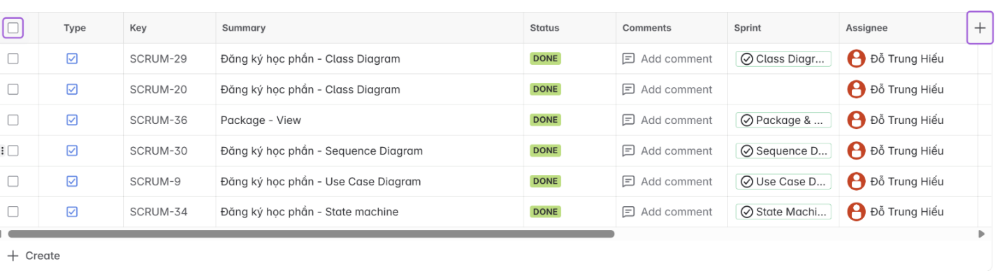 Type Key Summary Status Comments Sprint Assignee
SCRUM-29 Đăng ký học phần - Class Diagram DONE Add comment Class Diagr... Đỗ Trung Hiếu
SCRUM-20 Đăng ký học phần - Class Diagram DONE Add comment Đỗ Trung Hiếu
SCRUM-36 Package - View DONE Add comment Package & ... Đỗ Trung Hiếu
SCRUM-30 Đăng ký học phần - Sequence Diagram DONE Add comment Sequence D... Đỗ Trung Hiếu
SCRUM-9 Đăng ký học phần - Use Case Diagram DONE Add comment Use Case D... Đỗ Trung Hiếu
SCRUM-34 Đăng ký học phần - State machine DONE Add comment State Machi... Đỗ Trung Hiếu
+ Create